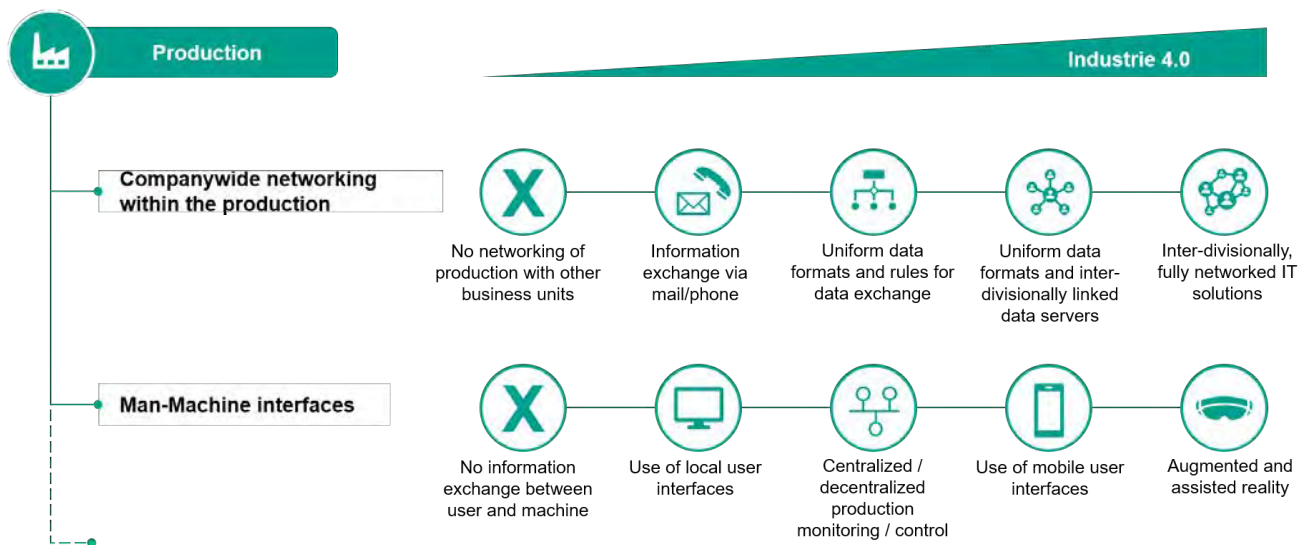 Production
Industrie 4.0
Companywide networking
within the production
No networking of
production with other
business units
Information
exchange via
mail/phone
Uniform data
formats and rules for
data exchange
Uniform data
formats and inter-
divisionally linked
data servers
Inter-divisionally,
fully networked IT
solutions
Man-Machine interfaces
No information
exchange between
user and machine
Use of local user
interfaces
Centralized /
decentralized
production
monitoring / control
Use of mobile user
interfaces
Augmented and
assisted reality